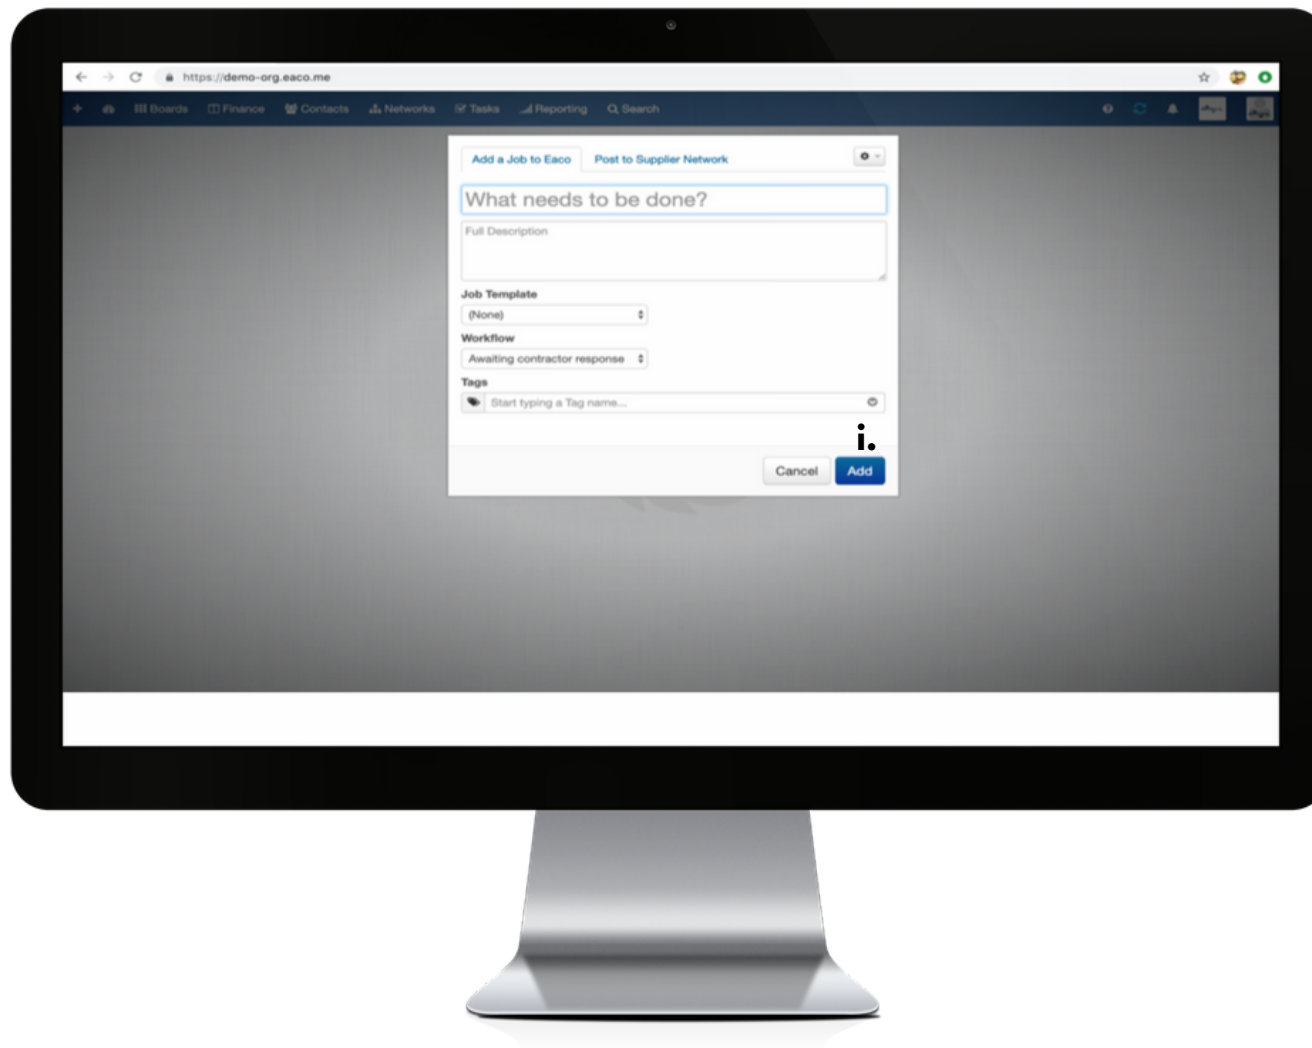 https://demo-org.eaco.me
Boards Finance Contacts Networks Tasks Reporting Search
Add a Job to Eaco Post to Supplier Network
What needs to be done?
Full Description
Job Template
(None)
Workflow
Awaiting contractor response
Tags
Start typing a Tag name...
i.
Cancel Add